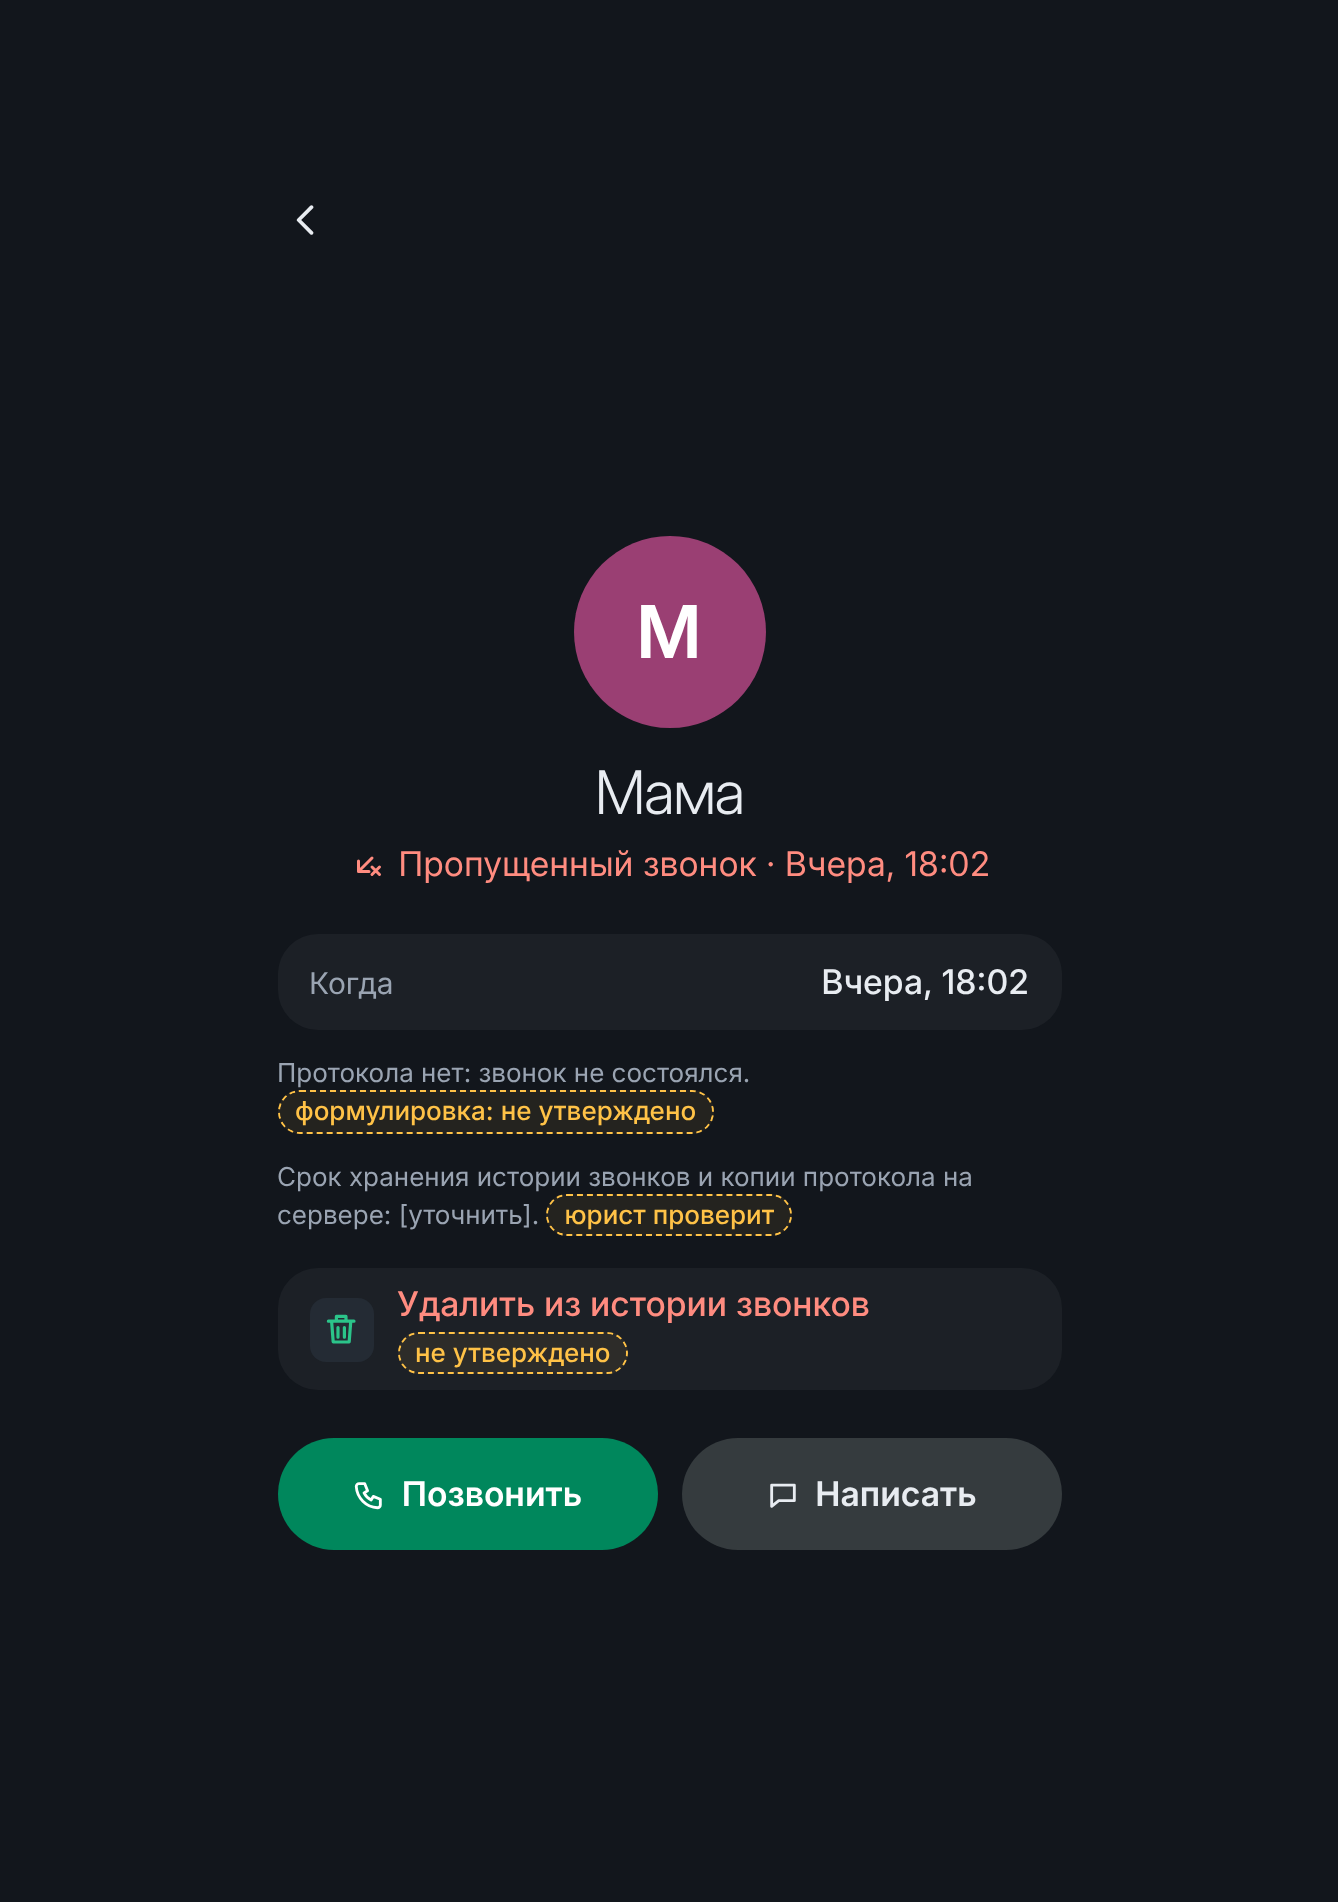 М
Мама
Пропущенный звонок · Вчера, 18:02
Когда
Вчера, 18:02
Протокола нет: звонок не состоялся.
формулировка: не утверждено
Срок хранения истории звонков и копии протокола на
сервере: [уточнить]. юрист проверит
Удалить из истории звонков
не утверждено
Позвонить
Написать